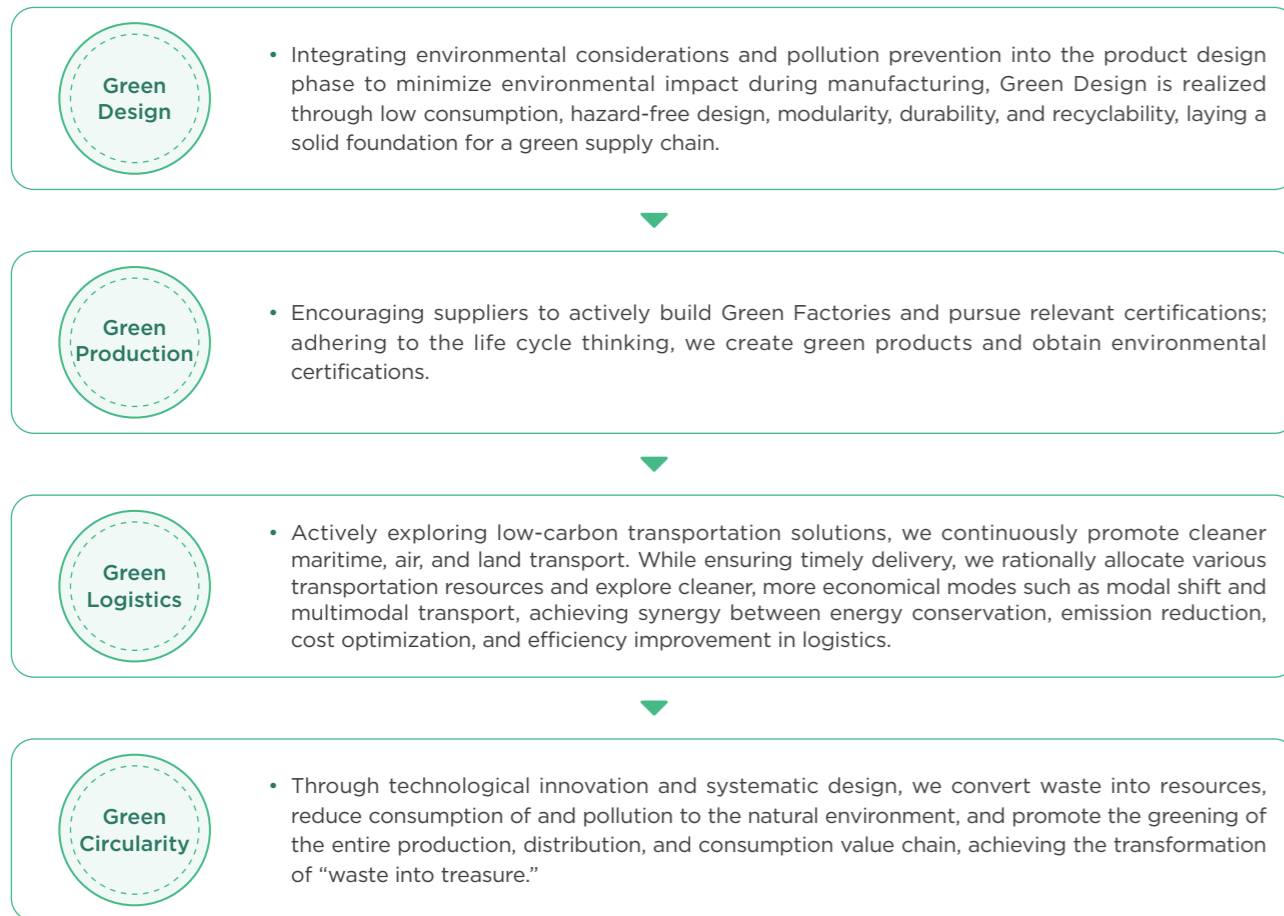 Green
Design
• Integrating environmental considerations and pollution prevention into the product design
phase to minimize environmental impact during manufacturing, Green Design is realized
through low consumption, hazard-free design, modularity, durability, and recyclability, laying a
solid foundation for a green supply chain.
Green
Production
• Encouraging suppliers to actively build Green Factories and pursue relevant certifications;
adhering to the life cycle thinking, we create green products and obtain environmental
certifications.
Green
Logistics
• Actively exploring low-carbon transportation solutions, we continuously promote cleaner
maritime, air, and land transport. While ensuring timely delivery, we rationally allocate various
transportation resources and explore cleaner, more economical modes such as modal shift and
multimodal transport, achieving synergy between energy conservation, emission reduction,
cost optimization, and efficiency improvement in logistics.
Green
Circularity
• Through technological innovation and systematic design, we convert waste into resources,
reduce consumption of and pollution to the natural environment, and promote the greening of
the entire production, distribution, and consumption value chain, achieving the transformation
of “waste into treasure.”